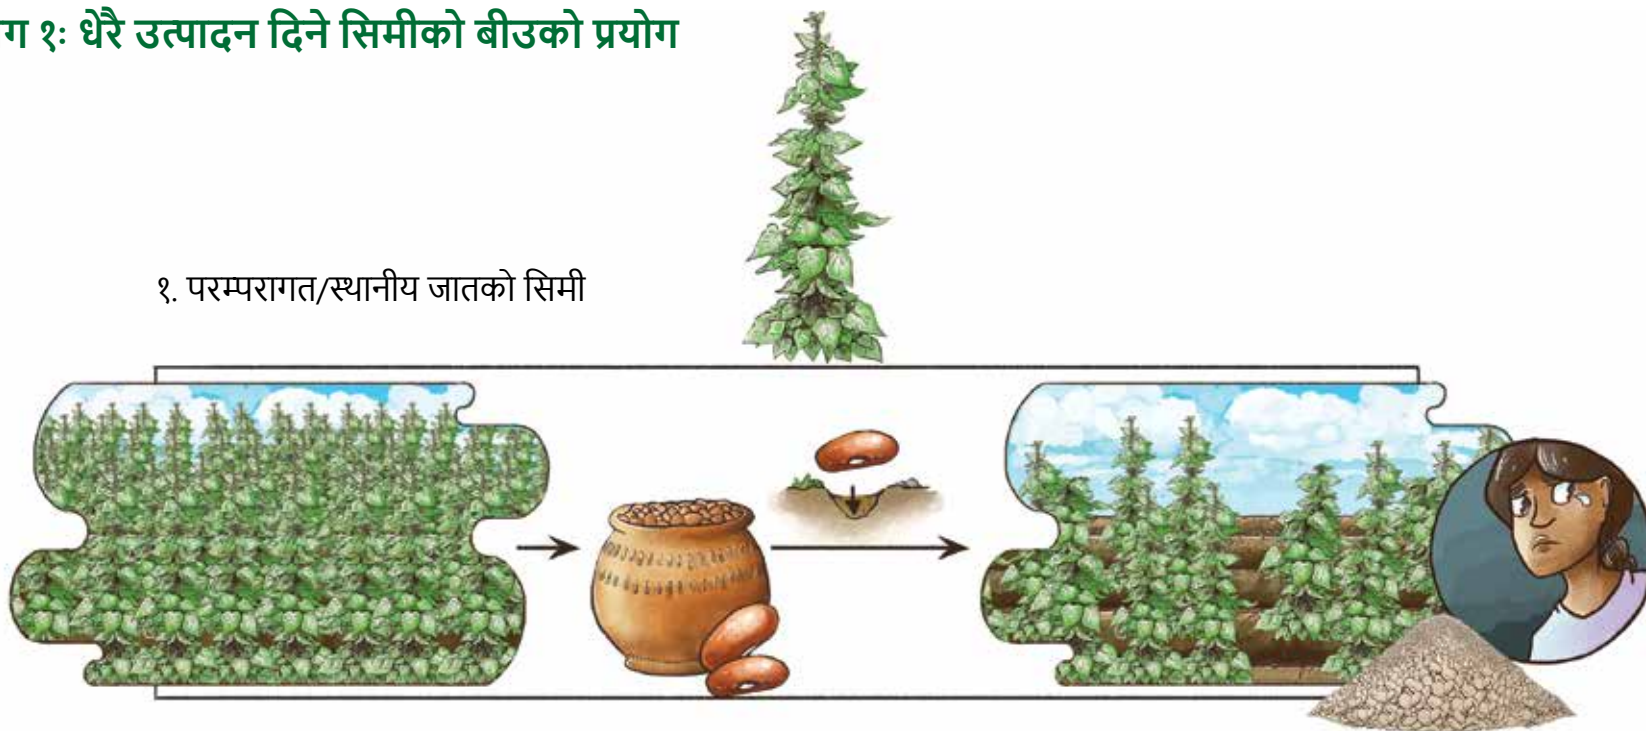 ग १ः धेरै उत्पादन दिने सिमीको बीउको प्रयोग
१. परम्परागत/स्थानीय जातको सिमी